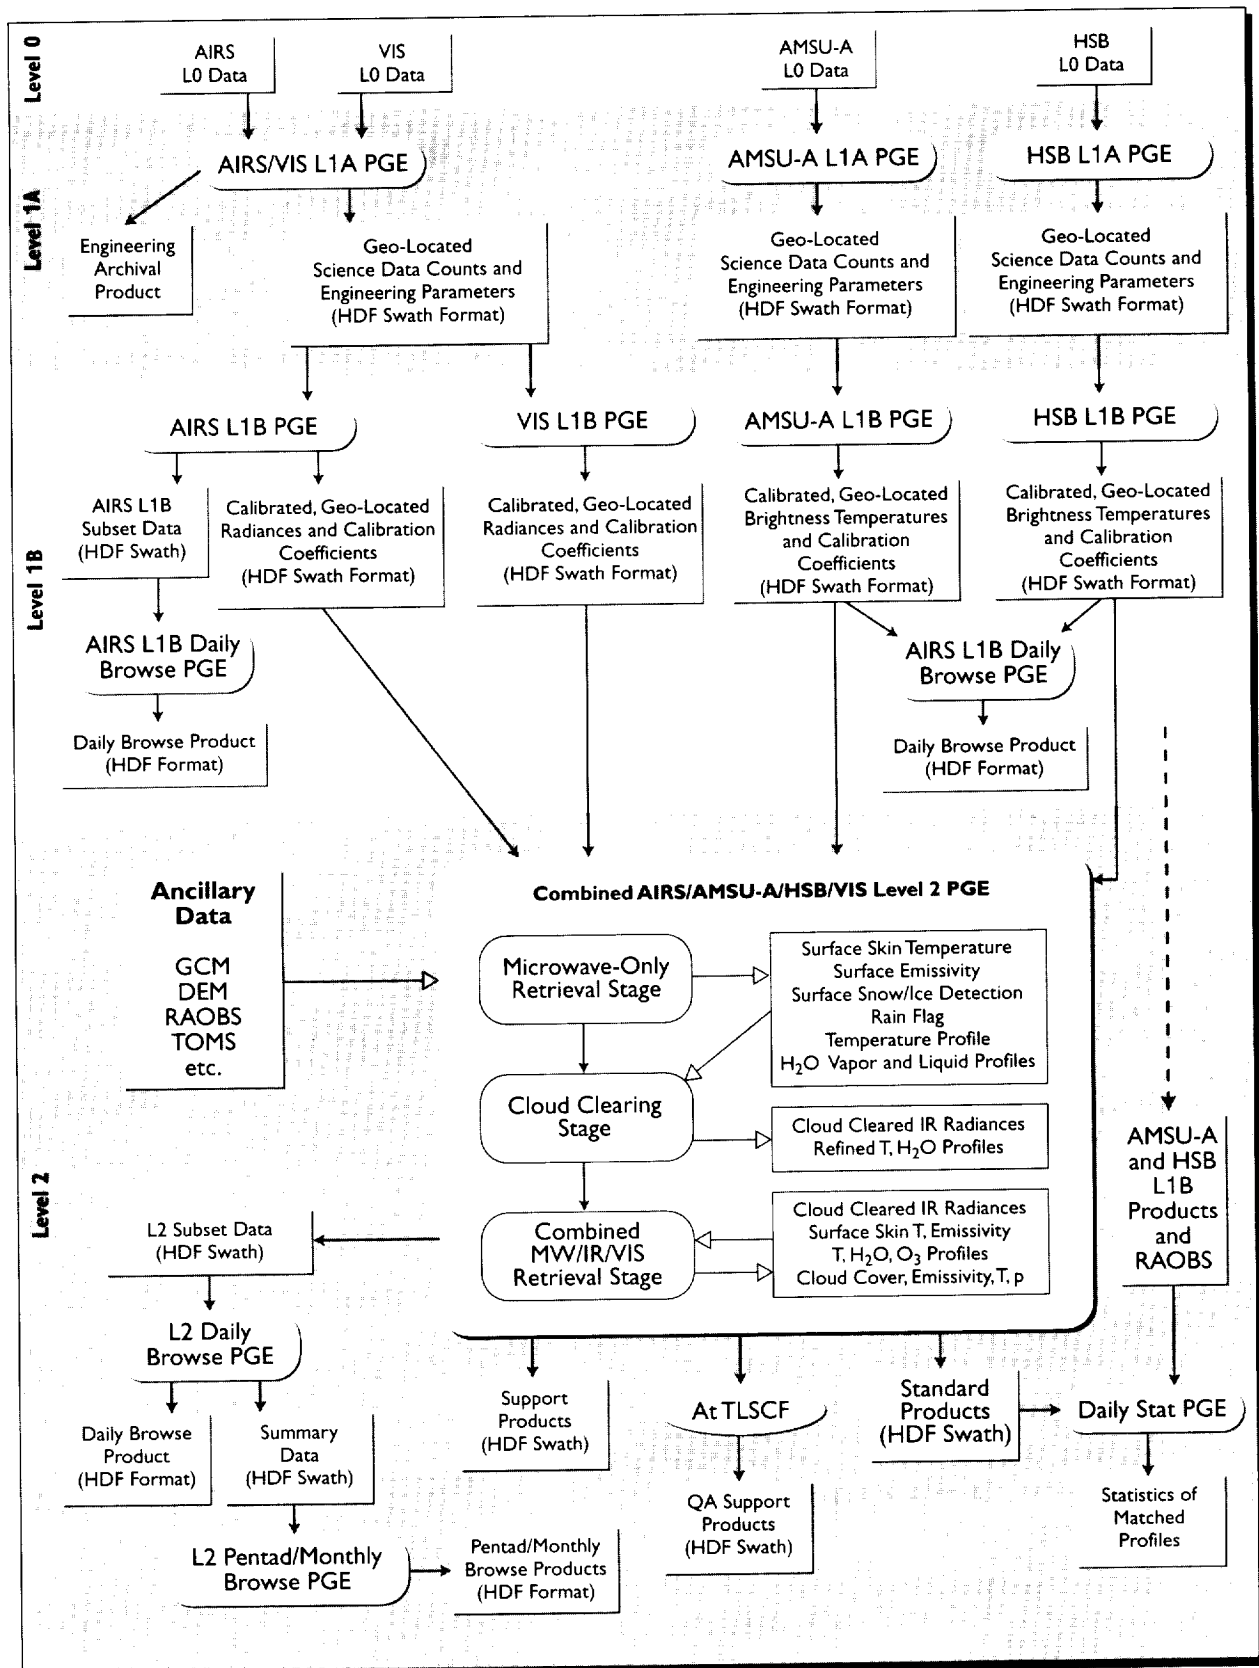 Level 0
AIRS
L0 Data
VIS
L0 Data
AMSU-A
L0 Data
HSB
L0 Data
Level 1A
AIRS/VIS L1A PGE
AMSU-A L1A PGE
HSB L1A PGE
Engineering
Archival
Product
Geo-Located
Science Data Counts and
Engineering Parameters
(HDF Swath Format)
Geo-Located
Science Data Counts and
Engineering Parameters
(HDF Swath Format)
Geo-Located
Science Data Counts and
Engineering Parameters
(HDF Swath Format)
Level 1B
AIRS L1B PGE
VIS L1B PGE
AMSU-A L1B PGE
HSB L1B PGE
AIRS L1B
Subset Data
(HDF Swath)
Calibrated, Geo-Located
Radiances and Calibration
Coefficients
(HDF Swath Format)
Calibrated, Geo-Located
Radiances and Calibration
Coefficients
(HDF Swath Format)
Calibrated, Geo-Located
Brightness Temperatures
and Calibration
Coefficients
(HDF Swath Format)
Calibrated, Geo-Located
Brightness Temperatures
and Calibration
Coefficients
(HDF Swath Format)
AIRS L1B Daily
Browse PGE
AIRS L1B Daily
Browse PGE
Daily Browse Product
(HDF Format)
Daily Browse Product
(HDF Format)
Level 2
Ancillary
Data
GCM
DEM
RAOBS
TOMS
etc.
Combined AIRS/AMSU-A/HSB/VIS Level 2 PGE
Microwave-Only
Retrieval Stage
Surface Skin Temperature
Surface Emissivity
Surface Snow/Ice Detection
Rain Flag
Temperature Profile
H2O Vapor and Liquid Profiles
Cloud Clearing
Stage
Cloud Cleared IR Radiances
Refined T, H2O Profiles
Combined
MW/IR/VIS
Retrieval Stage
Cloud Cleared IR Radiances
Surface Skin T, Emissivity
T, H2O, O3 Profiles
Cloud Cover, Emissivity, T, p
AMSU-A
and HSB
L1B
Products
and
RAOBS
L2 Subset Data
(HDF Swath)
L2 Daily
Browse PGE
Daily Browse
Product
(HDF Format)
Summary
Data
(HDF Swath)
Support
Products
(HDF Swath)
At TLSCF
Standard
Products
(HDF Swath)
Daily Stat PGE
QA Support
Products
(HDF Swath)
Statistics of
Matched
Profiles
L2 Pentad/Monthly
Browse PGE
Pentad/Monthly
Browse Products
(HDF Format)